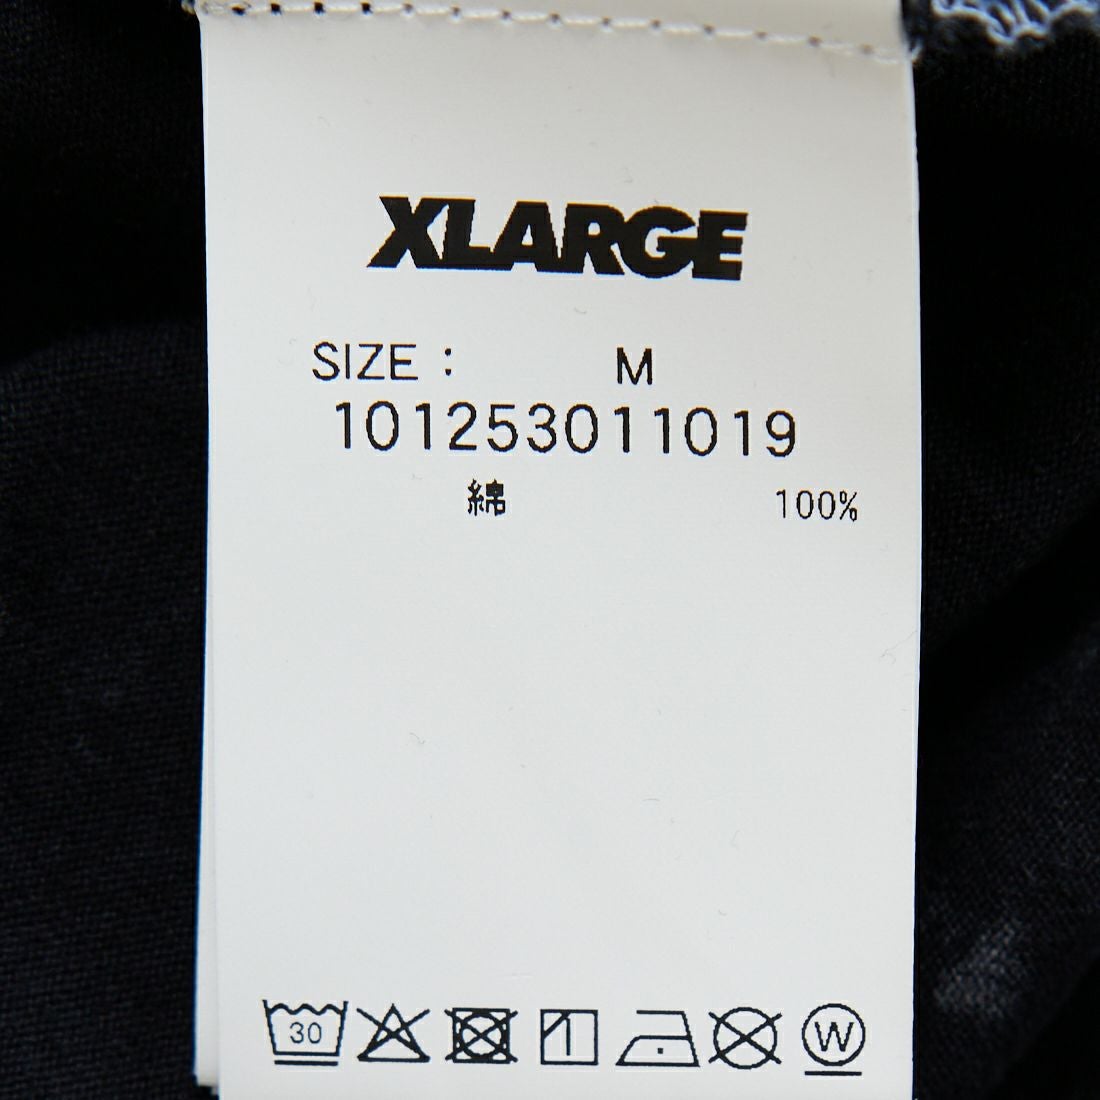 XLARGE
SIZE : M
101253011019
綿 100%
30
W